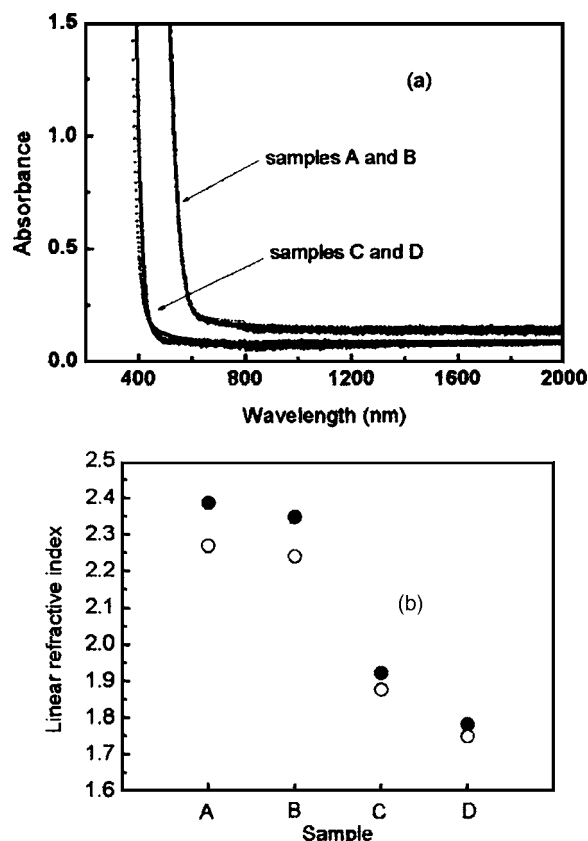 1.5
(a)
1.0
Absorbance
samples A and B
0.5
samples C and D
0.0
400 800 1200 1600 2000
Wavelength (nm)
2.5
2.4
2.3
2.2
2.1
2.0
1.9
1.8
1.7
1.6
Linear refractive index
(b)
A B C D
Sample